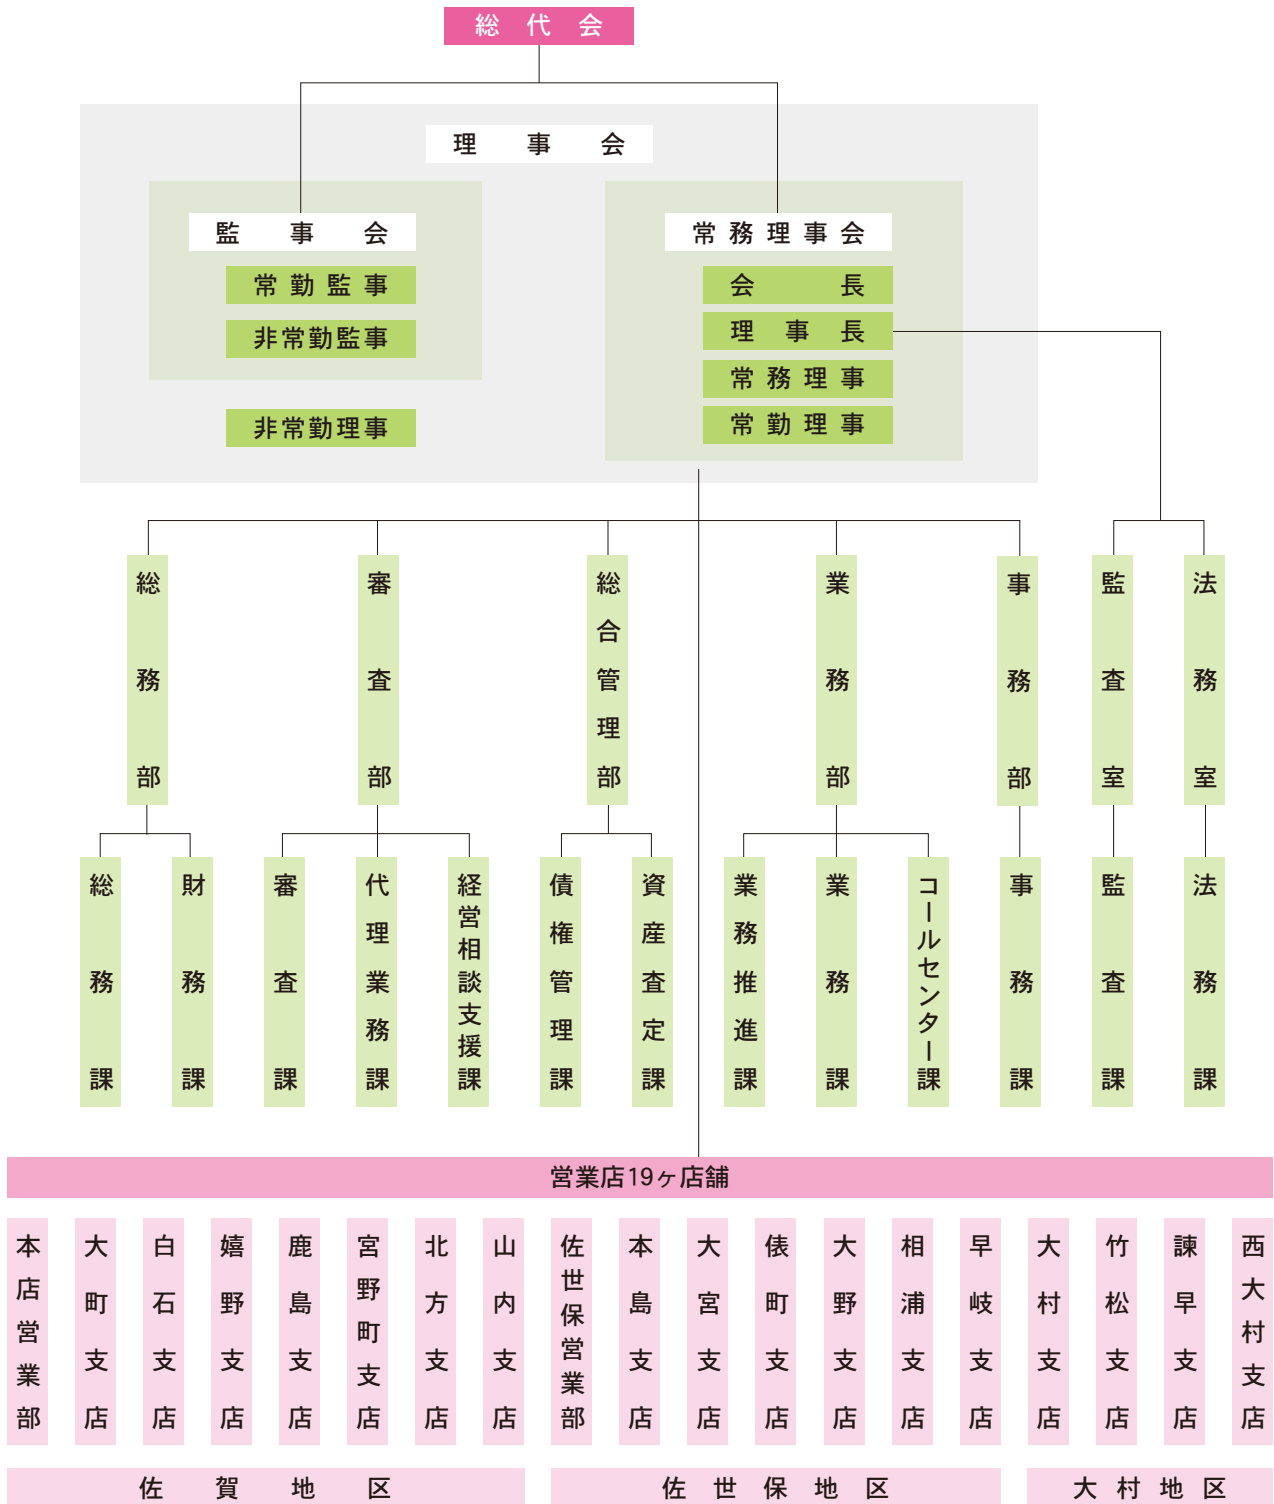 総代会
理事会
監事会
常務理事会
常勤監事
会長
非常勤監事
理事長
常務理事
非常勤理事
常勤理事
総務部
審査部
総合管理部
業務部
事務部
監査室
法務室
総務課
財務課
審査課
代理業務課
経営相談支援課
債権管理課
資産査定課
業務推進課
業務課
コールセンター課
事務課
監査課
法務課
営業店19ヶ店舗
本店営業部
大町支店
白石支店
嬉野支店
鹿島支店
宮野町支店
北方支店
山内支店
佐世保営業部
本島支店
大宮支店
俵町支店
大野支店
相浦支店
早岐支店
大村支店
竹松支店
諫早支店
西大村支店
佐賀地区
佐世保地区
大村地区